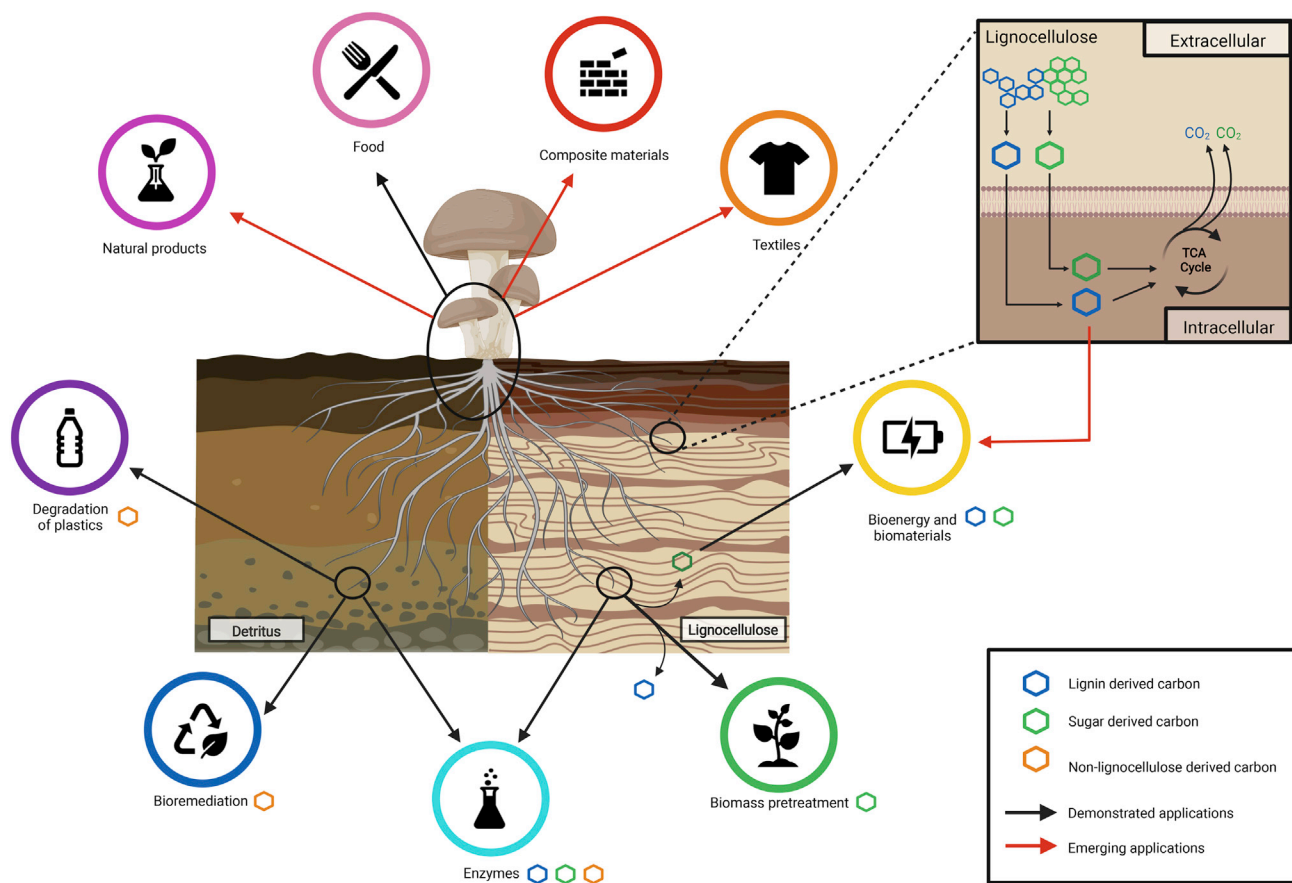 Lignocellulose
Extracellular
CO₂ CO₂
TCA
Cycle
Intracellular
Food
Composite materials
Natural products
Textiles
Degradation
of plastics
Bioenergy and
biomaterials
Detritus
Lignocellulose
Bioremediation
Enzymes
Biomass pretreatment
Lignin derived carbon
Sugar derived carbon
Non-lignocellulose derived carbon
Demonstrated applications
Emerging applications